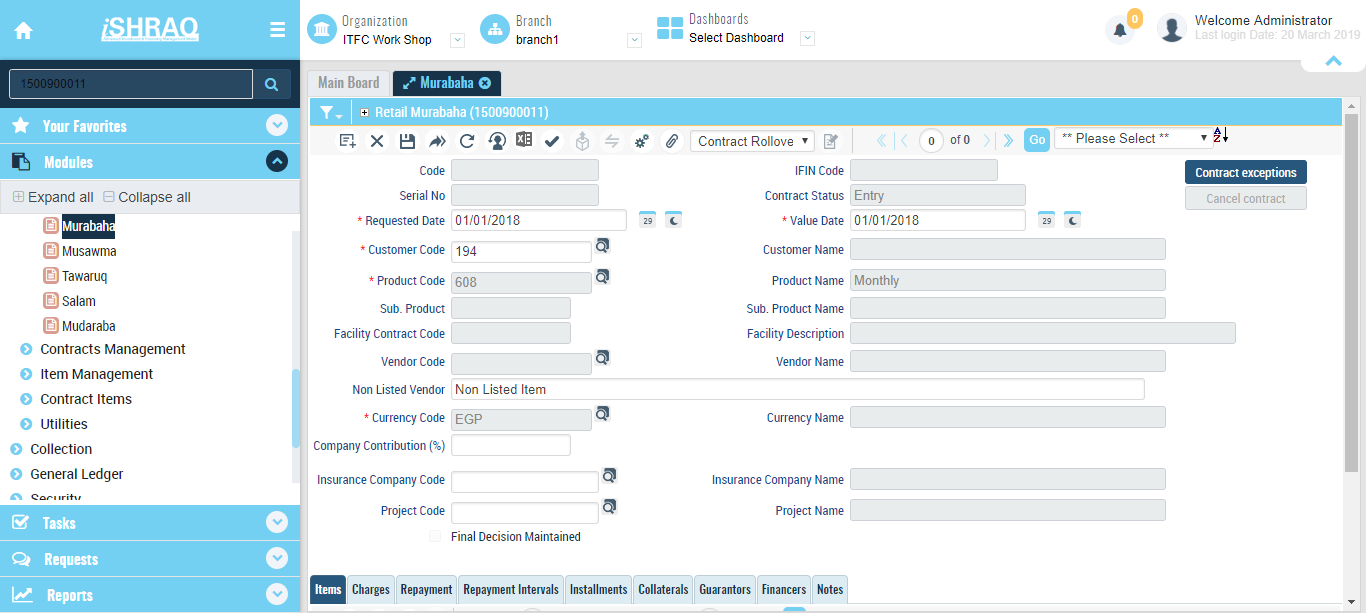 iSHRAQ
Organization
ITFC Work Shop
Branch
branch1
Dashboards
Select Dashboard
0
Welcome Administrator
Last login Date: 20 March 2019
1500900011
Your Favorites
Modules
Expand all Collapse all
Murabaha
Musawma
Tawaruq
Salam
Mudaraba
Contracts Management
Item Management
Contract Items
Utilities
Collection
General Ledger
Security
Tasks
Requests
Reports
Main Board Murabaha
Retail Murabaha (1500900011)
Contract Rollove 0 of 0 Go ** Please Select **
Code IFIN Code
Contract exceptions
Serial No Contract Status Entry
Cancel contract
* Requested Date 01/01/2018 29 * Value Date 01/01/2018 29
* Customer Code 194 Customer Name
* Product Code 608 Product Name Monthly
Sub. Product Sub. Product Name
Facility Contract Code Facility Description
Vendor Code Vendor Name
Non Listed Vendor Non Listed Item
* Currency Code EGP Currency Name
Company Contribution (%)
Insurance Company Code Insurance Company Name
Project Code Project Name
Final Decision Maintained
Items Charges Repayment Repayment Intervals Installments Collaterals Guarantors Financers Notes